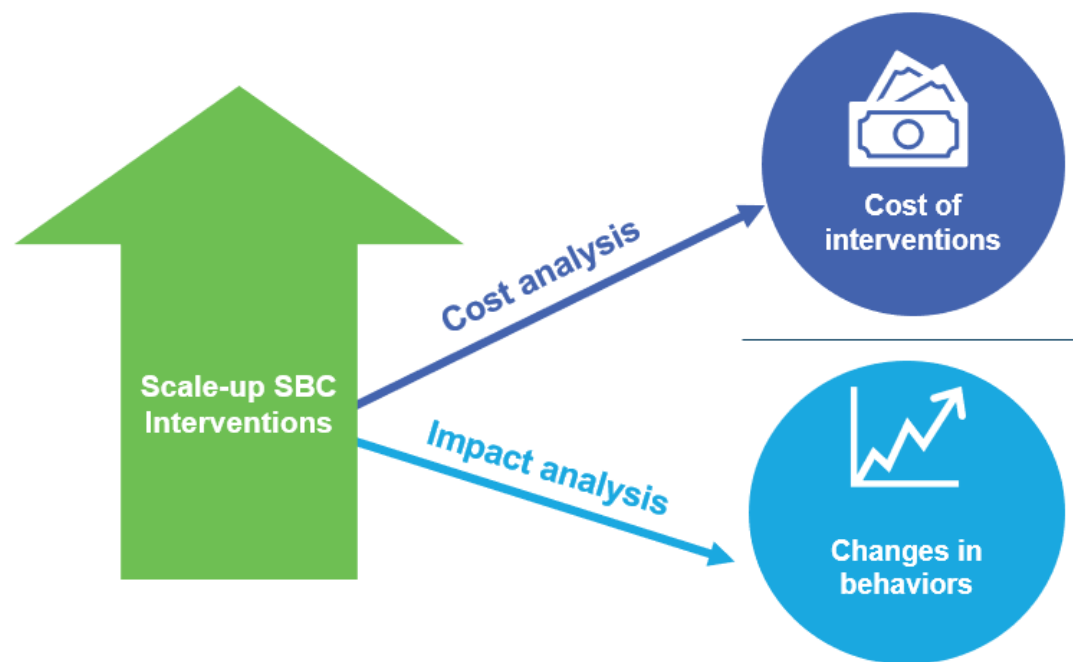 Scale-up SBC
Interventions
Cost analysis
Impact analysis
Cost of
interventions
Changes in
behaviors